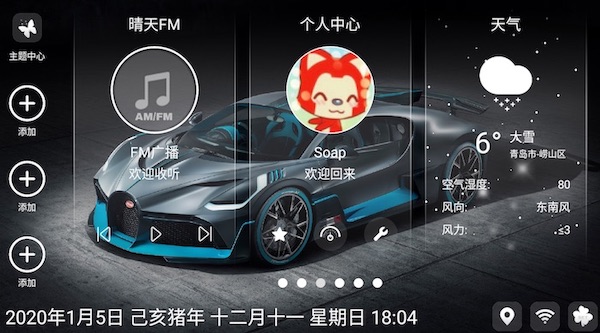 主题中心
添加
添加
添加
晴天FM
AM/FM
FM广播
欢迎收听
个人中心
Soap
欢迎回来
天气
6° 大雪
青岛市-崂山区
空气湿度: 80
风向: 东南风
风力: ≤3
2020年1月5日 己亥猪年 十二月十一 星期日 18:04